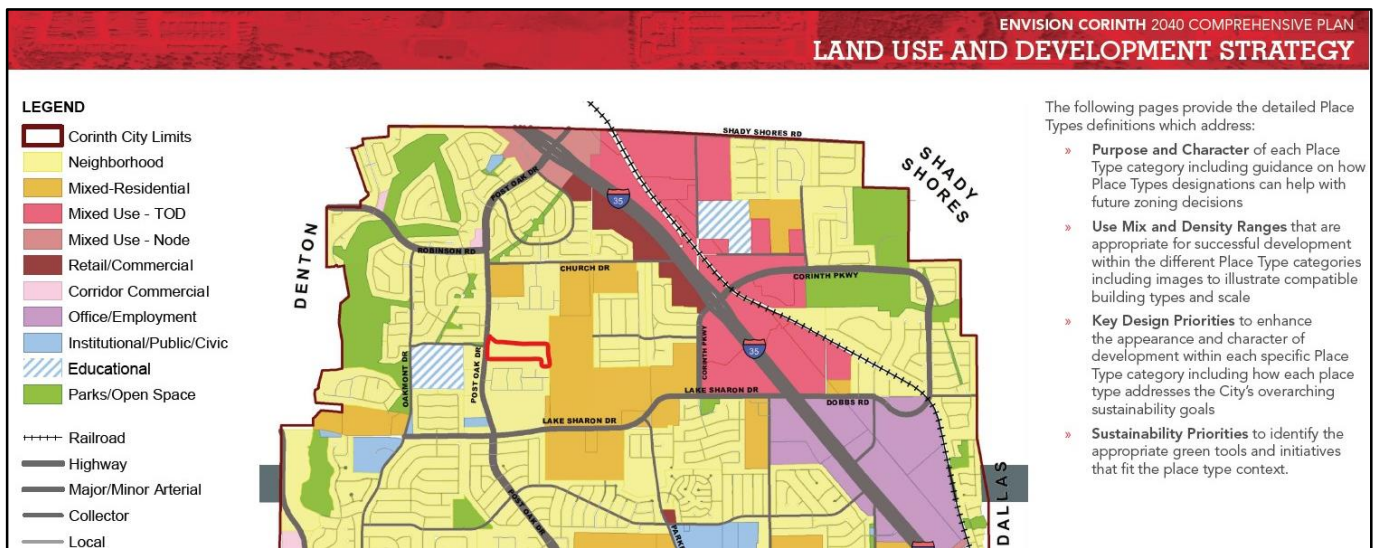 ENVISION CORINTH 2040 COMPREHENSIVE PLAN
LAND USE AND DEVELOPMENT STRATEGY
LEGEND
Corinth City Limits
Neighborhood
Mixed-Residential
Mixed Use - TOD
Mixed Use - Node
Retail/Commercial
Corridor Commercial
Office/Employment
Institutional/Public/Civic
Educational
Parks/Open Space
Railroad
Highway
Major/Minor Arterial
Collector
Local
SHADY SHORES RD
SHADY
SHORES
POST OAK DR
35
DENTON
ROBINSON RD
CHURCH DR
CORINTH PKWY
OAKMONT DR
POST OAK DR
CORINTH PKWY
35
LAKE SHARON DR
DOBBS RD
LAKE SHARON DR
POST OAK DR
DALLAS
The following pages provide the detailed Place
Types definitions which address:
» Purpose and Character of each Place
Type category including guidance on how
Place Types designations can help with
future zoning decisions
» Use Mix and Density Ranges that are
appropriate for successful development
within the different Place Type categories
including images to illustrate compatible
building types and scale
» Key Design Priorities to enhance
the appearance and character of
development within each specific Place
Type category including how each place
type addresses the City's overarching
sustainability goals
» Sustainability Priorities to identify the
appropriate green tools and initiatives
that fit the place type context.